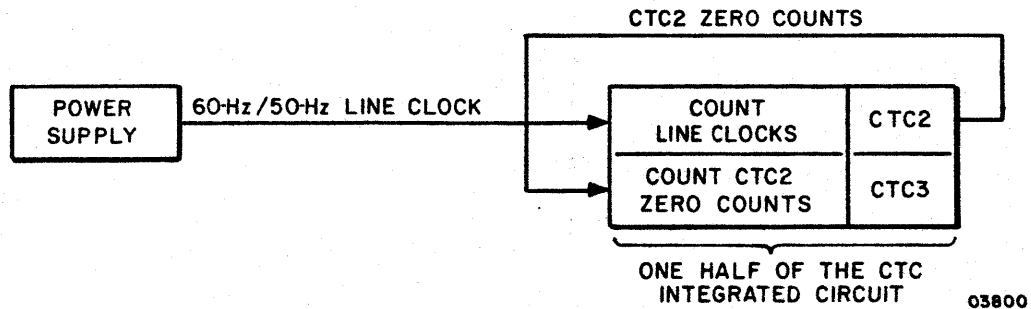 CTC2 ZERO COUNTS
POWER
SUPPLY
60-Hz/50-Hz LINE CLOCK
COUNT
LINE CLOCKS
CTC2
COUNT CTC2
ZERO COUNTS
CTC3
ONE HALF OF THE CTC
INTEGRATED CIRCUIT
03800